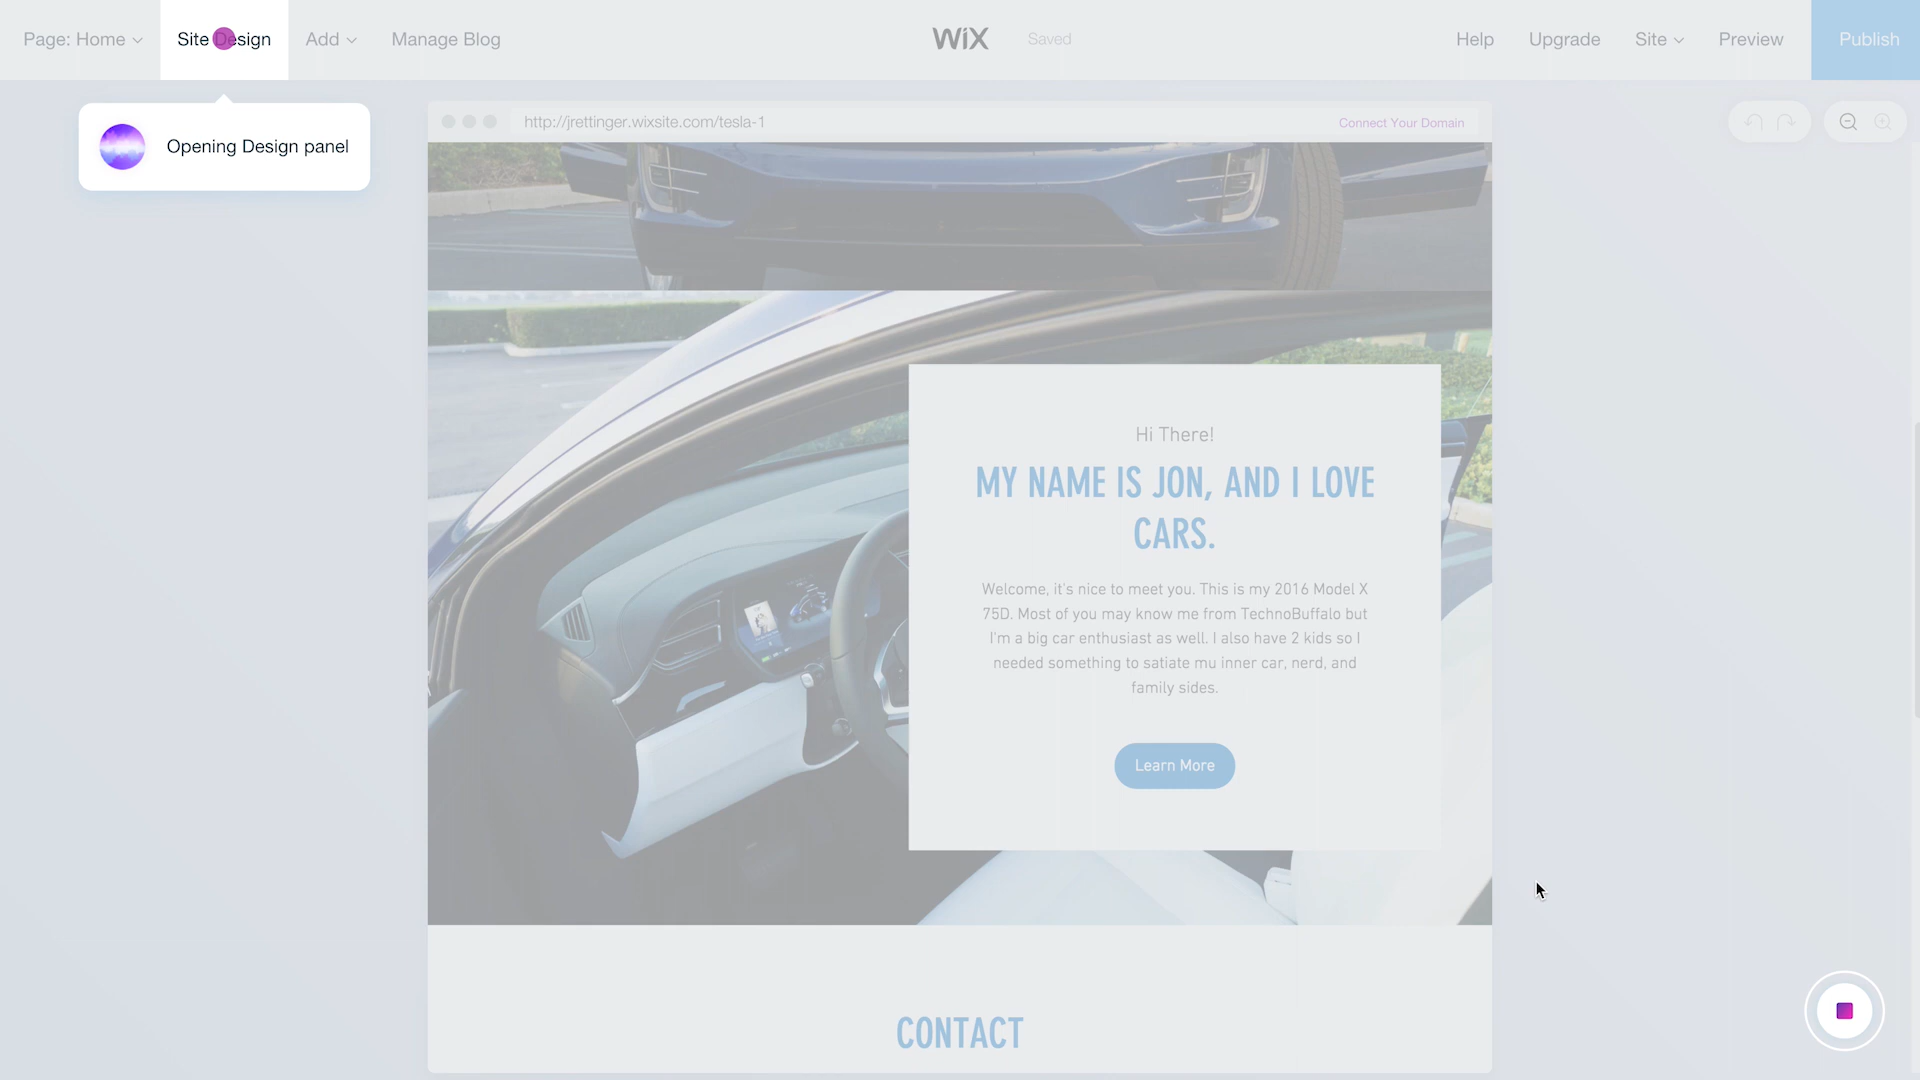 Page: Home
Site Design
Add
Manage Blog
WiX
Saved
Help
Upgrade
Site
Preview
Publish
Opening Design panel
http://jrettinger.wixsite.com/tesla-1
Connect Your Domain
Hi There!
MY NAME IS JON, AND I LOVE
CARS.
Welcome, it's nice to meet you. This is my 2016 Model X
75D. Most of you may know me from TechnoBuffalo but
I'm a big car enthusiast as well. I also have 2 kids so I
needed something to satiate mu inner car, nerd, and
family sides.
Learn More
CONTACT